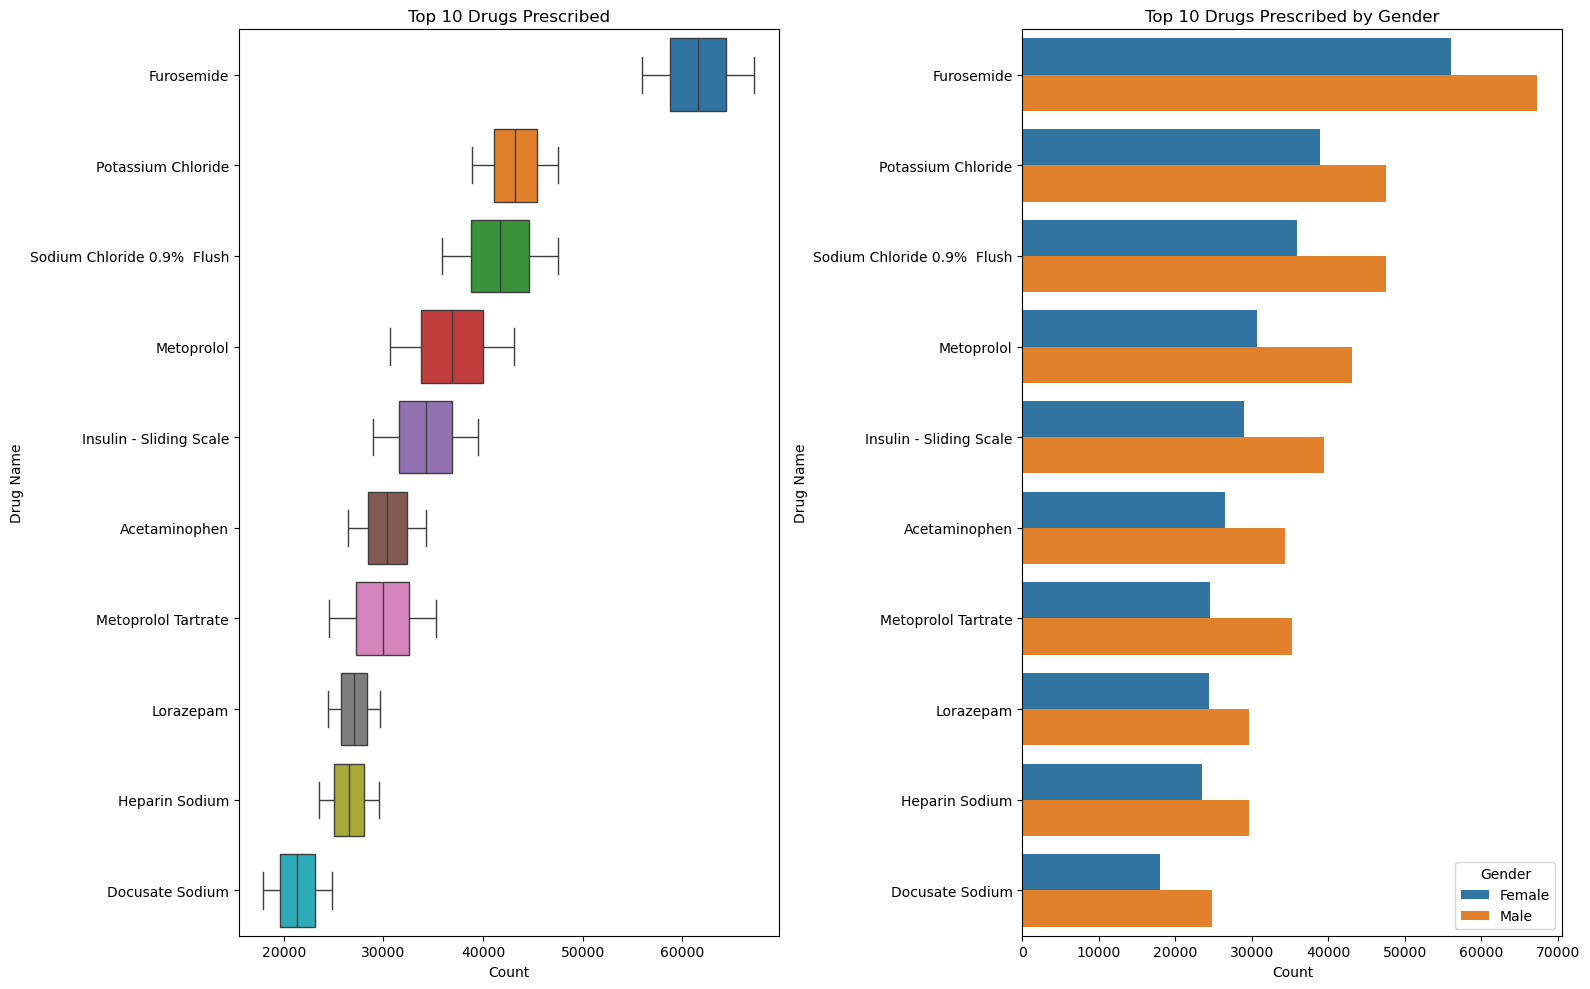 Top 10 Drugs Prescribed
Furosemide
Potassium Chloride
Sodium Chloride 0.9%  Flush
Metoprolol
Insulin - Sliding Scale
Acetaminophen
Metoprolol Tartrate
Lorazepam
Heparin Sodium
Docusate Sodium
Drug Name
20000 30000 40000 50000 60000
Count
Top 10 Drugs Prescribed by Gender
Furosemide
Potassium Chloride
Sodium Chloride 0.9%  Flush
Metoprolol
Insulin - Sliding Scale
Acetaminophen
Metoprolol Tartrate
Lorazepam
Heparin Sodium
Docusate Sodium
Drug Name
Gender
Female
Male
0 10000 20000 30000 40000 50000 60000 70000
Count